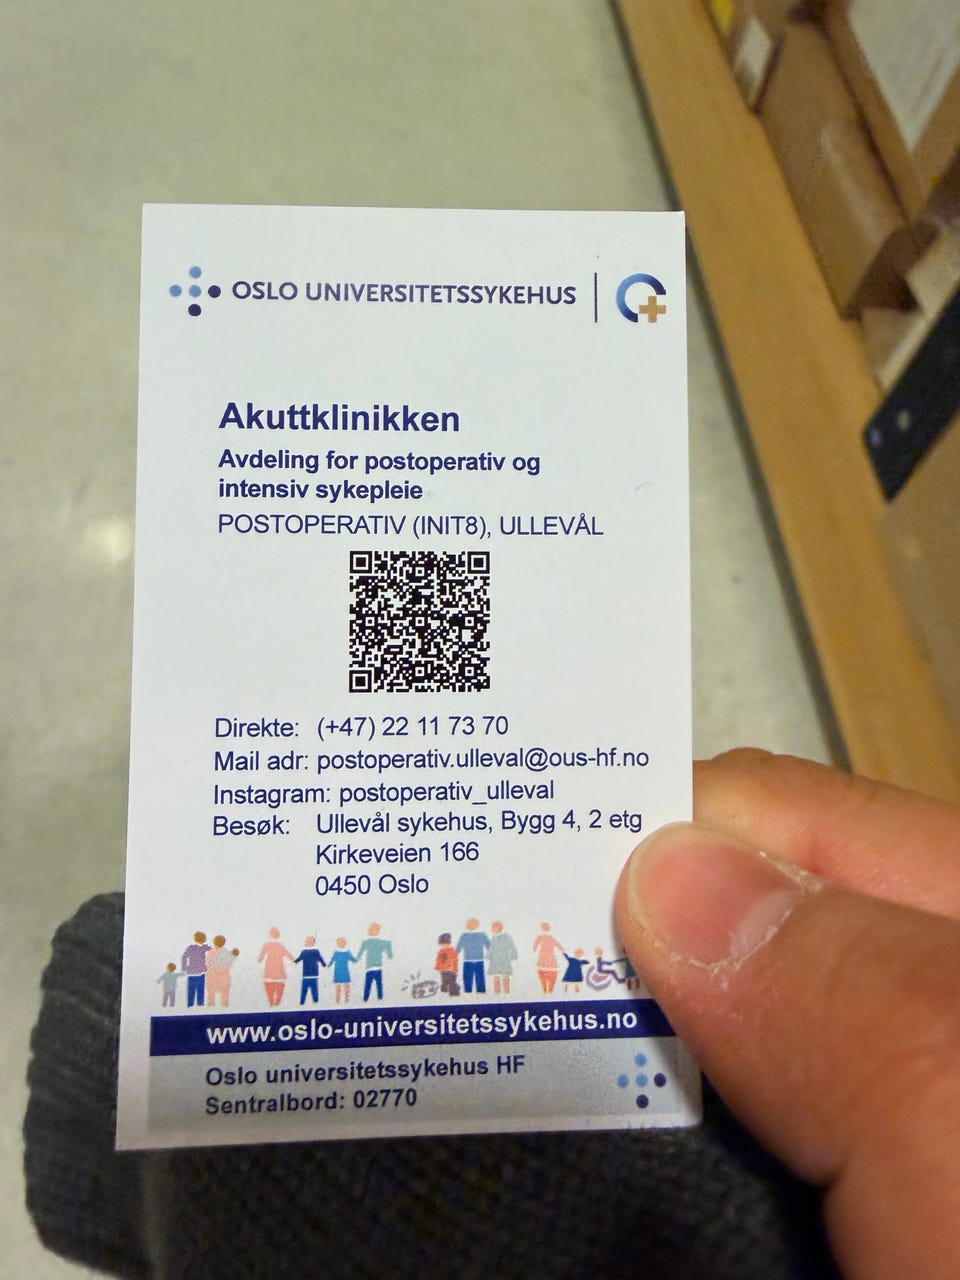 OSLO UNIVERSITETSSYKEHUS
Akuttklinikken
Avdeling for postoperativ og
intensiv sykepleie
POSTOPERATIV (INIT8), ULLEVÅL
Direkte: (+47) 22 11 73 70
Mail adr: postoperativ.ulleval@ous-hf.no
Instagram: postoperativ_ulleval
Besøk: Ullevål sykehus, Bygg 4, 2 etg
Kirkeveien 166
0450 Oslo
www.oslo-universitetssykehus.no
Oslo universitetssykehus HF
Sentralbord: 02770